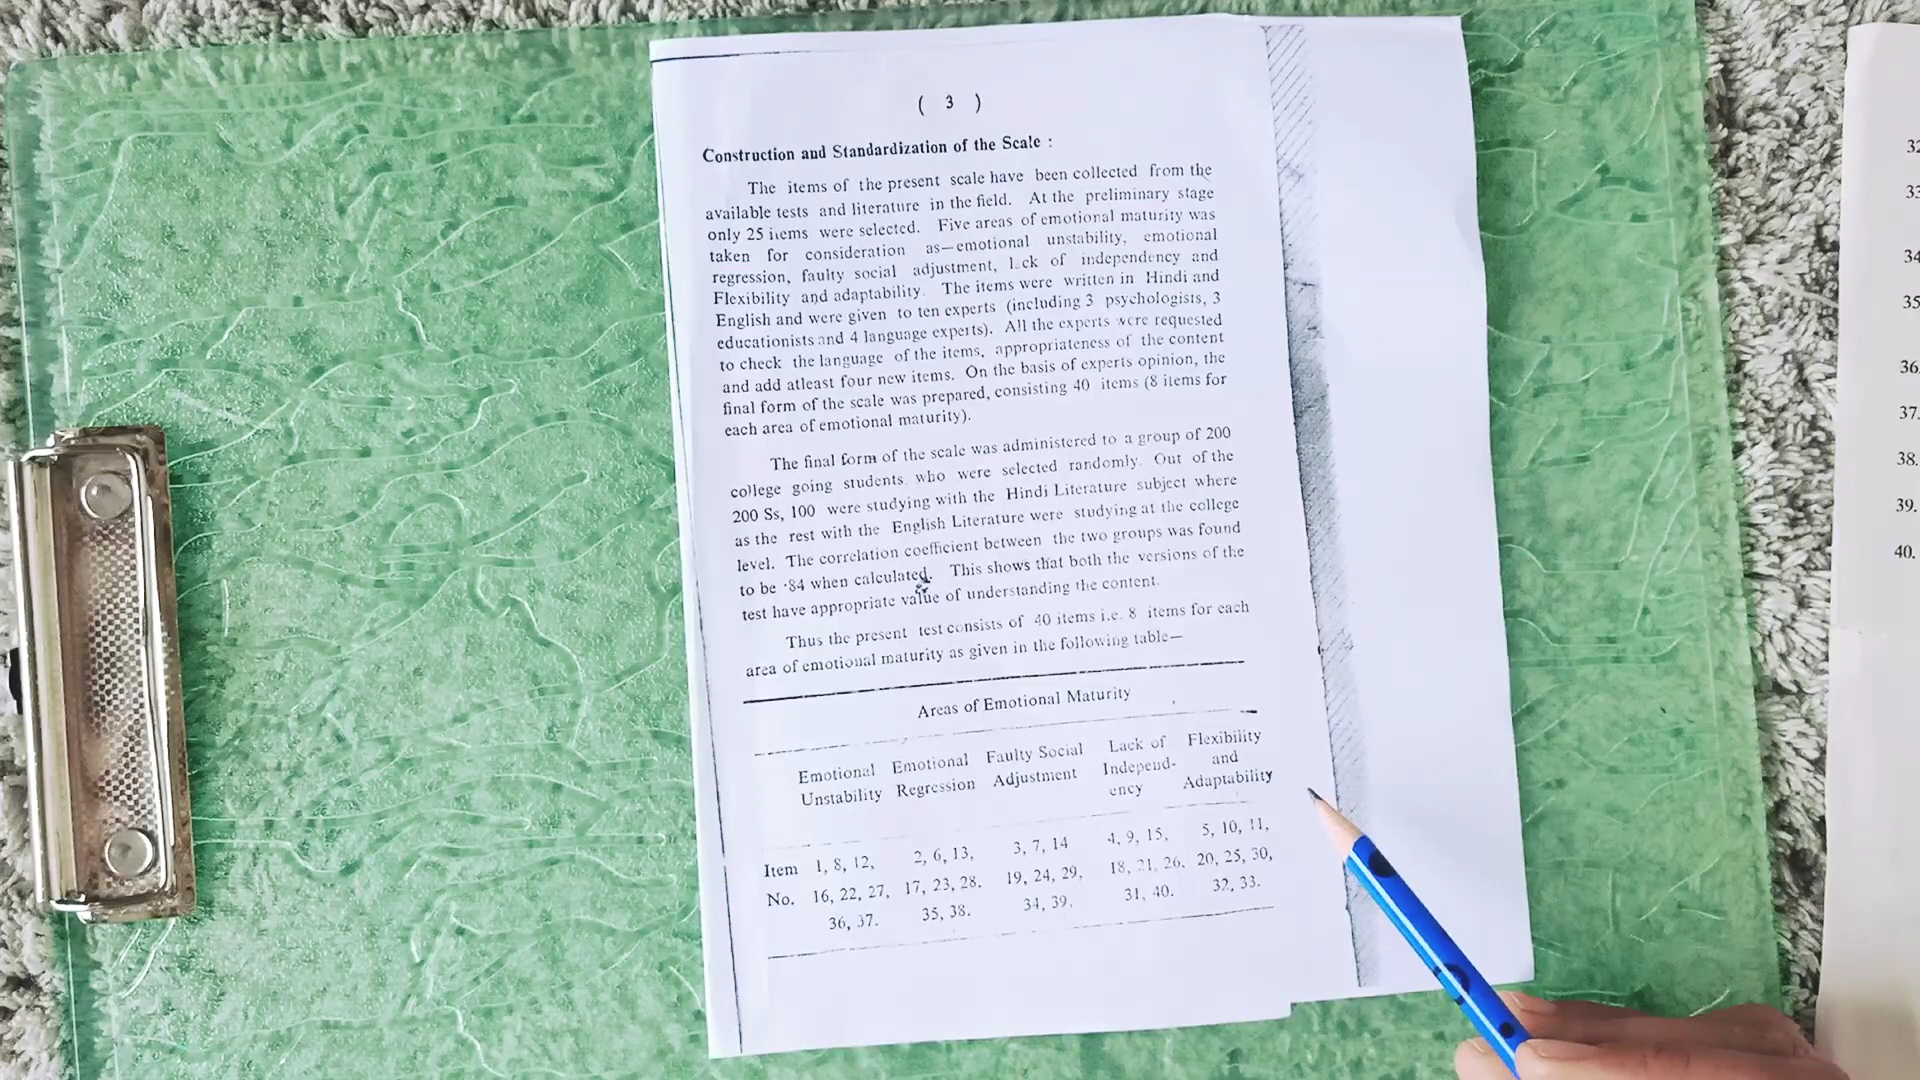 ( 3 )
Construction and Standardization of the Scale :
The items of the present scale have been collected from the
available tests and literature in the field. At the preliminary stage
only 25 items were selected. Five areas of emotional maturity was
taken for consideration as—emotional unstability, emotional
regression, faulty social adjustment, lack of independency and
Flexibility and adaptability. The items were written in Hindi and
English and were given to ten experts (including 3 psychologists, 3
educationists and 4 language experts). All the experts were requested
to check the language of the items, appropriateness of the content
and add atleast four new items. On the basis of experts opinion, the
final form of the scale was prepared, consisting 40 items (8 items for
each area of emotional maturity).
The final form of the scale was administered to a group of 200
college going students who were selected randomly. Out of the
200 Ss, 100 were studying with the Hindi Literature subject where
as the rest with the English Literature were studying at the college
level. The correlation coefficient between the two groups was found
to be ·84 when calculated. This shows that both the versions of the
test have appropriate value of understanding the content.
Thus the present test consists of 40 items i.e. 8 items for each
area of emotional maturity as given in the following table—
Areas of Emotional Maturity
Emotional Emotional Faulty Social Lack of Flexibility
Unstability Regression Adjustment Independ- and
ency Adaptability
Item 1, 8, 12, 2, 6, 13, 3, 7, 14 4, 9, 15, 5, 10, 11,
No. 16, 22, 27, 17, 23, 28. 19, 24, 29, 18, 21, 26. 20, 25, 30,
36, 37. 35, 38. 34, 39. 31, 40. 32, 33.
32
33
34
35
36.
37.
38.
39.
40.